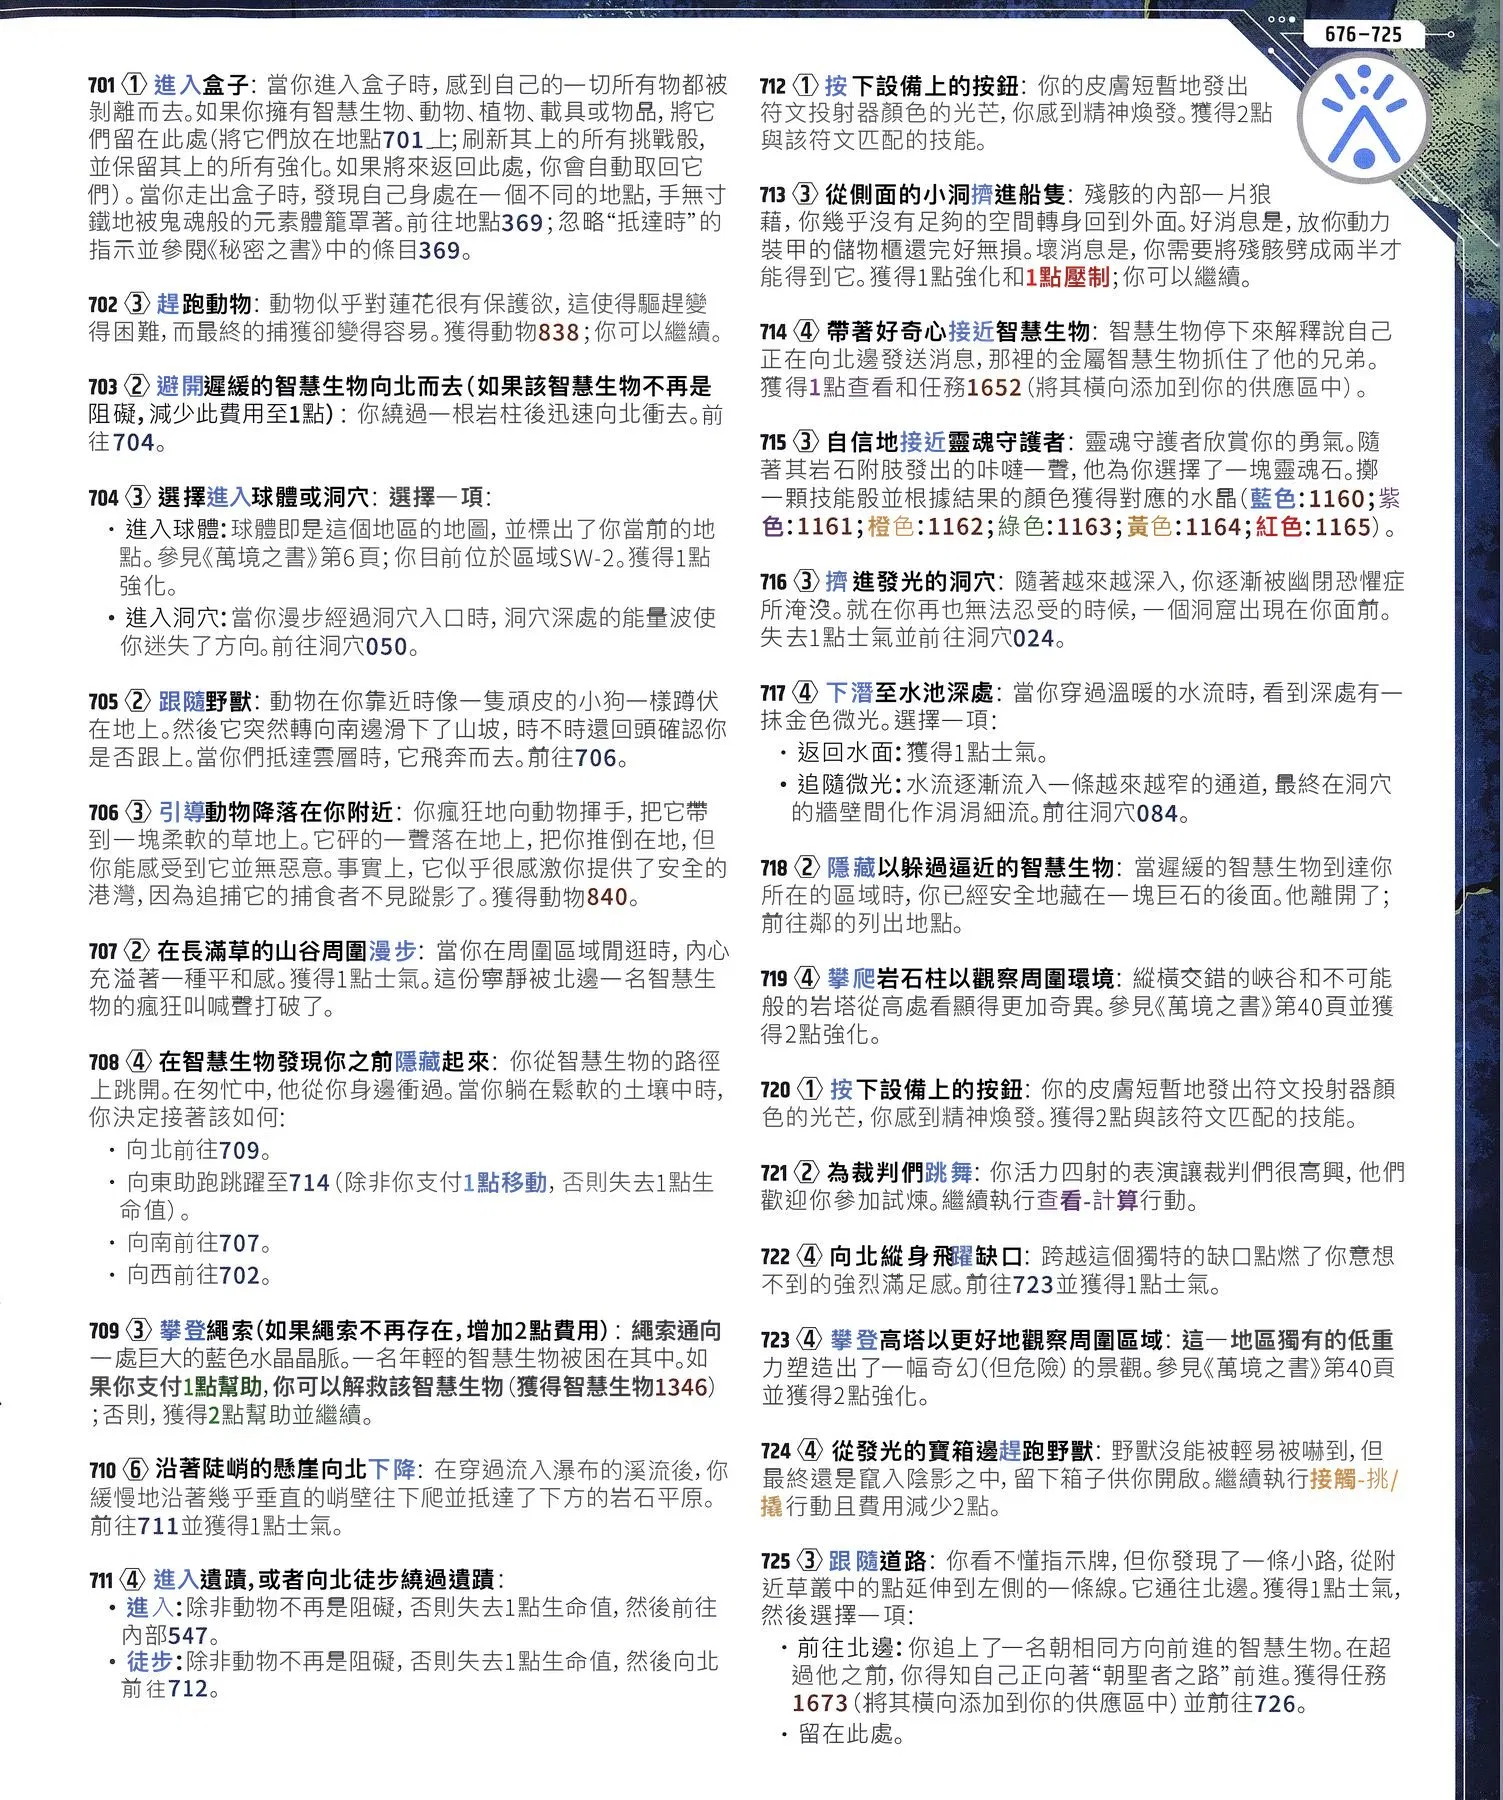 676–725
701 ① 進入盒子：當你進入盒子時，感到自己的一切所有物都被
剝離而去。如果你擁有智慧生物、動物、植物、載具或物品，將它
們留在此處(將它們放在地點701上；刷新其上的所有挑戰骰，
並保留其上的所有強化。如果將來返回此處，你會自動取回它
們）。當你走出盒子時，發現自己身處在一個不同的地點，手無寸
鐵地被鬼魂般的元素體籠罩著。前往地點369；忽略“抵達時”的
指示並參閱《秘密之書》中的條目369。
702 ③ 趕跑動物：動物似乎對蓮花很有保護欲，這使得驅趕變
得困難，而最終的捕獲卻變得容易。獲得動物838；你可以繼續。
703 ② 避開遲緩的智慧生物向北而去（如果該智慧生物不再是
阻礙，減少此費用至1點）：你繞過一根岩柱後迅速向北衝去。前
往704。
704 ③ 選擇進入球體或洞穴：選擇一項：
・進入球體：球體即是這個地區的地圖，並標出了你當前的地
點。參見《萬境之書》第6頁；你目前位於區域SW-2。獲得1點
強化。
・進入洞穴：當你漫步經過洞穴入口時，洞穴深處的能量波使
你迷失了方向。前往洞穴050。
705 ② 跟隨野獸：動物在你靠近時像一隻頑皮的小狗一樣蹲伏
在地上。然後它突然轉向南邊滑下了山坡，時不時還回頭確認你
是否跟上。當你們抵達雲層時，它飛奔而去。前往706。
706 ③ 引導動物降落在你附近：你瘋狂地向動物揮手，把它帶
到一塊柔軟的草地上。它砰的一聲落在地上，把你推倒在地，但
你能感受到它並無惡意。事實上，它似乎很感激你提供了安全的
港灣，因為追捕它的捕食者不見蹤影了。獲得動物840。
707 ② 在長滿草的山谷周圍漫步：當你在周圍區域閒逛時，內心
充溢著一種平和感。獲得1點士氣。這份寧靜被北邊一名智慧生
物的瘋狂叫喊聲打破了。
708 ④ 在智慧生物發現你之前隱藏起來：你從智慧生物的路徑
上跳開。在匆忙中，他從你身邊衝過。當你躺在鬆軟的土壤中時，
你決定接著該如何：
・向北前往709。
・向東助跑跳躍至714（除非你支付1點移動，否則失去1點生
命值）。
・向南前往707。
・向西前往702。
709 ③ 攀登繩索（如果繩索不再存在，增加2點費用）：繩索通向
一處巨大的藍色水晶晶脈。一名年輕的智慧生物被困在其中。如
果你支付1點幫助，你可以解救該智慧生物（獲得智慧生物1346）
；否則，獲得2點幫助並繼續。
710 ⑥ 沿著陡峭的懸崖向北下降：在穿過流入瀑布的溪流後，你
緩慢地沿著幾乎垂直的峭壁往下爬並抵達了下方的岩石平原。
前往711並獲得1點士氣。
711 ④ 進入遺蹟，或者向北徒步繞過遺蹟：
・進入：除非動物不再是阻礙，否則失去1點生命值，然後前往
內部547。
・徒步：除非動物不再是阻礙，否則失去1點生命值，然後向北
前往712。
712 ① 按下設備上的按鈕：你的皮膚短暫地發出
符文投射器顏色的光芒，你感到精神煥發。獲得2點
與該符文匹配的技能。
713 ③ 從側面的小洞擠進船隻：殘骸的內部一片狼
藉，你幾乎沒有足夠的空間轉身回到外面。好消息是，放你動力
裝甲的儲物櫃還完好無損。壞消息是，你需要將殘骸劈成兩半才
能得到它。獲得1點強化和1點壓制；你可以繼續。
714 ④ 帶著好奇心接近智慧生物：智慧生物停下來解釋說自己
正在向北邊發送消息，那裡的金屬智慧生物抓住了他的兄弟。
獲得1點查看和任務1652（將其橫向添加到你的供應區中）。
715 ③ 自信地接近靈魂守護者：靈魂守護者欣賞你的勇氣。隨
著其岩石附肢發出的咔噠一聲，他為你選擇了一塊靈魂石。擲
一顆技能骰並根據結果的顏色獲得對應的水晶（藍色：1160；紫
色：1161；橙色：1162；綠色：1163；黃色：1164；紅色：1165）。
716 ③ 擠進發光的洞穴：隨著越來越深入，你逐漸被幽閉恐懼症
所淹沒。就在你再也無法忍受的時候，一個洞窟出現在你面前。
失去1點士氣並前往洞穴024。
717 ④ 下潛至水池深處：當你穿過溫暖的水流時，看到深處有一
抹金色微光。選擇一項：
・返回水面：獲得1點士氣。
・追隨微光：水流逐漸流入一條越來越窄的通道，最終在洞穴
的牆壁間化作涓涓細流。前往洞穴084。
718 ② 隱藏以躲過逼近的智慧生物：當遲緩的智慧生物到達你
所在的區域時，你已經安全地藏在一塊巨石的後面。他離開了；
前往鄰的列出地點。
719 ④ 攀爬岩石柱以觀察周圍環境：縱橫交錯的峽谷和不可能
般的岩塔從高處看顯得更加奇異。參見《萬境之書》第40頁並獲
得2點強化。
720 ① 按下設備上的按鈕：你的皮膚短暫地發出符文投射器顏
色的光芒，你感到精神煥發。獲得2點與該符文匹配的技能。
721 ② 為裁判們跳舞：你活力四射的表演讓裁判們很高興，他們
歡迎你參加試煉。繼續執行查看-計算行動。
722 ④ 向北縱身飛躍缺口：跨越這個獨特的缺口點燃了你意想
不到的強烈滿足感。前往723並獲得1點士氣。
723 ④ 攀登高塔以更好地觀察周圍區域：這一地區獨有的低重
力塑造出了一幅奇幻(但危險）的景觀。參見《萬境之書》第40頁
並獲得2點強化。
724 ④ 從發光的寶箱邊趕跑野獸：野獸沒能被輕易被嚇到，但
最終還是竄入陰影之中，留下箱子供你開啟。繼續執行接觸-挑/
撬行動且費用減少2點。
725 ③ 跟隨道路：你看不懂指示牌，但你發現了一條小路，從附
近草叢中的點延伸到左側的一條線。它通往北邊。獲得1點士氣，
然後選擇一項：
・前往北邊：你追上了一名朝相同方向前進的智慧生物。在超
過他之前，你得知自己正向著“朝聖者之路”前進。獲得任務
1673（將其橫向添加到你的供應區中）並前往726。
・留在此處。